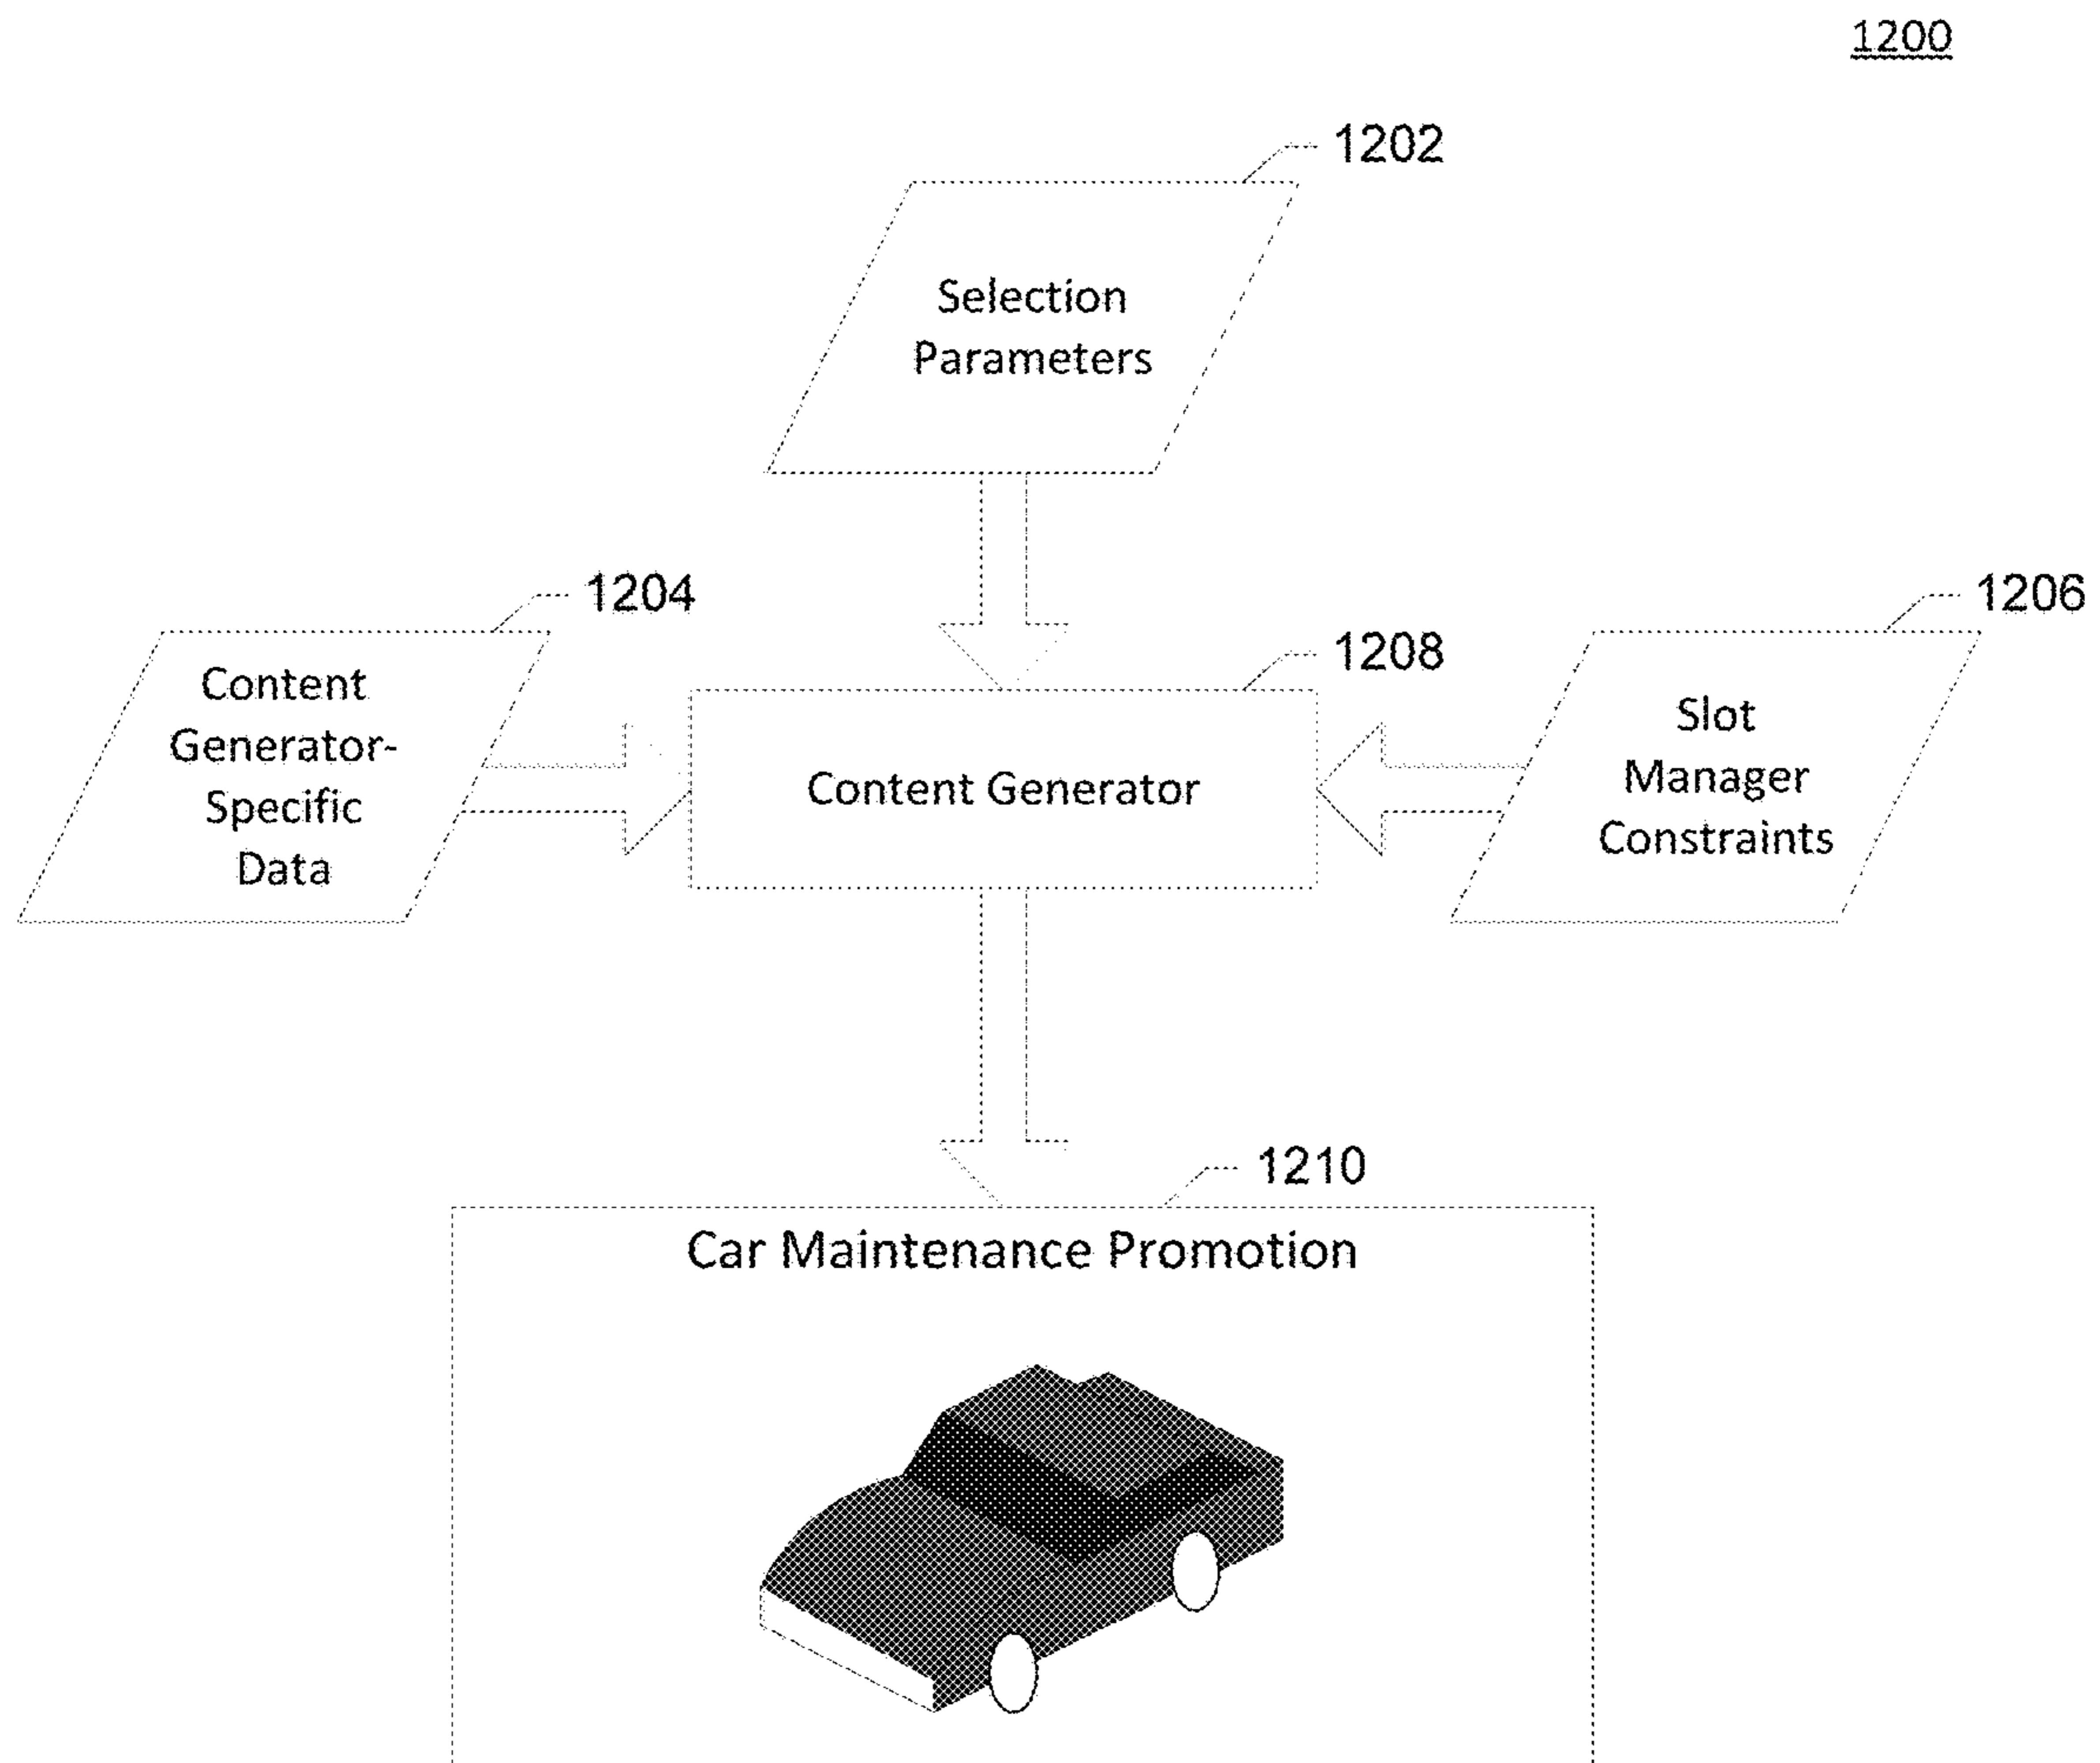 1200
1202
Selection
Parameters
1204
Content
Generator-
Specific
Data
1208
Content Generator
1206
Slot
Manager
Constraints
1210
Car Maintenance Promotion